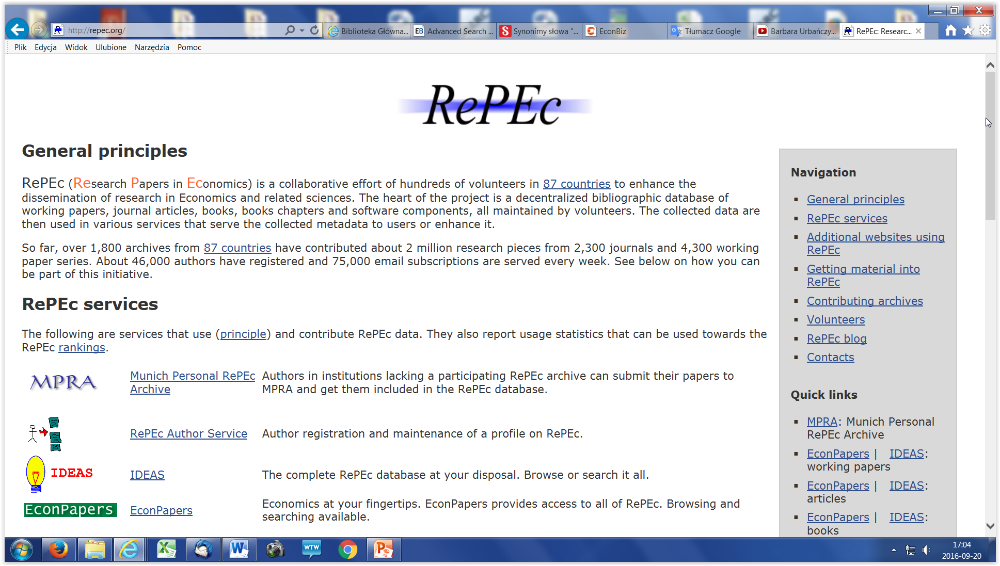 http://repec.org/
Biblioteka Główna...
EB Advanced Search ...
S Synonimy słowa "...
EconBiz
Tłumacz Google
Barbara Urbańczy...
RePEc: Researc...
Plik Edycja Widok Ulubione Narzędzia Pomoc
RePEc
General principles
RePEc (Research Papers in Economics) is a collaborative effort of hundreds of volunteers in 87 countries to enhance the
dissemination of research in Economics and related sciences. The heart of the project is a decentralized bibliographic database of
working papers, journal articles, books, books chapters and software components, all maintained by volunteers. The collected data are
then used in various services that serve the collected metadata to users or enhance it.
So far, over 1,800 archives from 87 countries have contributed about 2 million research pieces from 2,300 journals and 4,300 working
paper series. About 46,000 authors have registered and 75,000 email subscriptions are served every week. See below on how you can
be part of this initiative.
RePEc services
The following are services that use (principle) and contribute RePEc data. They also report usage statistics that can be used towards the
RePEc rankings.
MPRA
Munich Personal RePEc
Archive
Authors in institutions lacking a participating RePEc archive can submit their papers to
MPRA and get them included in the RePEc database.
RePEc Author Service
Author registration and maintenance of a profile on RePEc.
IDEAS
IDEAS
The complete RePEc database at your disposal. Browse or search it all.
EconPapers
EconPapers
Economics at your fingertips. EconPapers provides access to all of RePEc. Browsing and
searching available.
Navigation
General principles
RePEc services
Additional websites using
RePEc
Getting material into
RePEc
Contributing archives
Volunteers
RePEc blog
Contacts
Quick links
MPRA: Munich Personal
RePEc Archive
EconPapers | IDEAS:
working papers
EconPapers | IDEAS:
articles
EconPapers | IDEAS:
books
WTW
17:04
2016-09-20